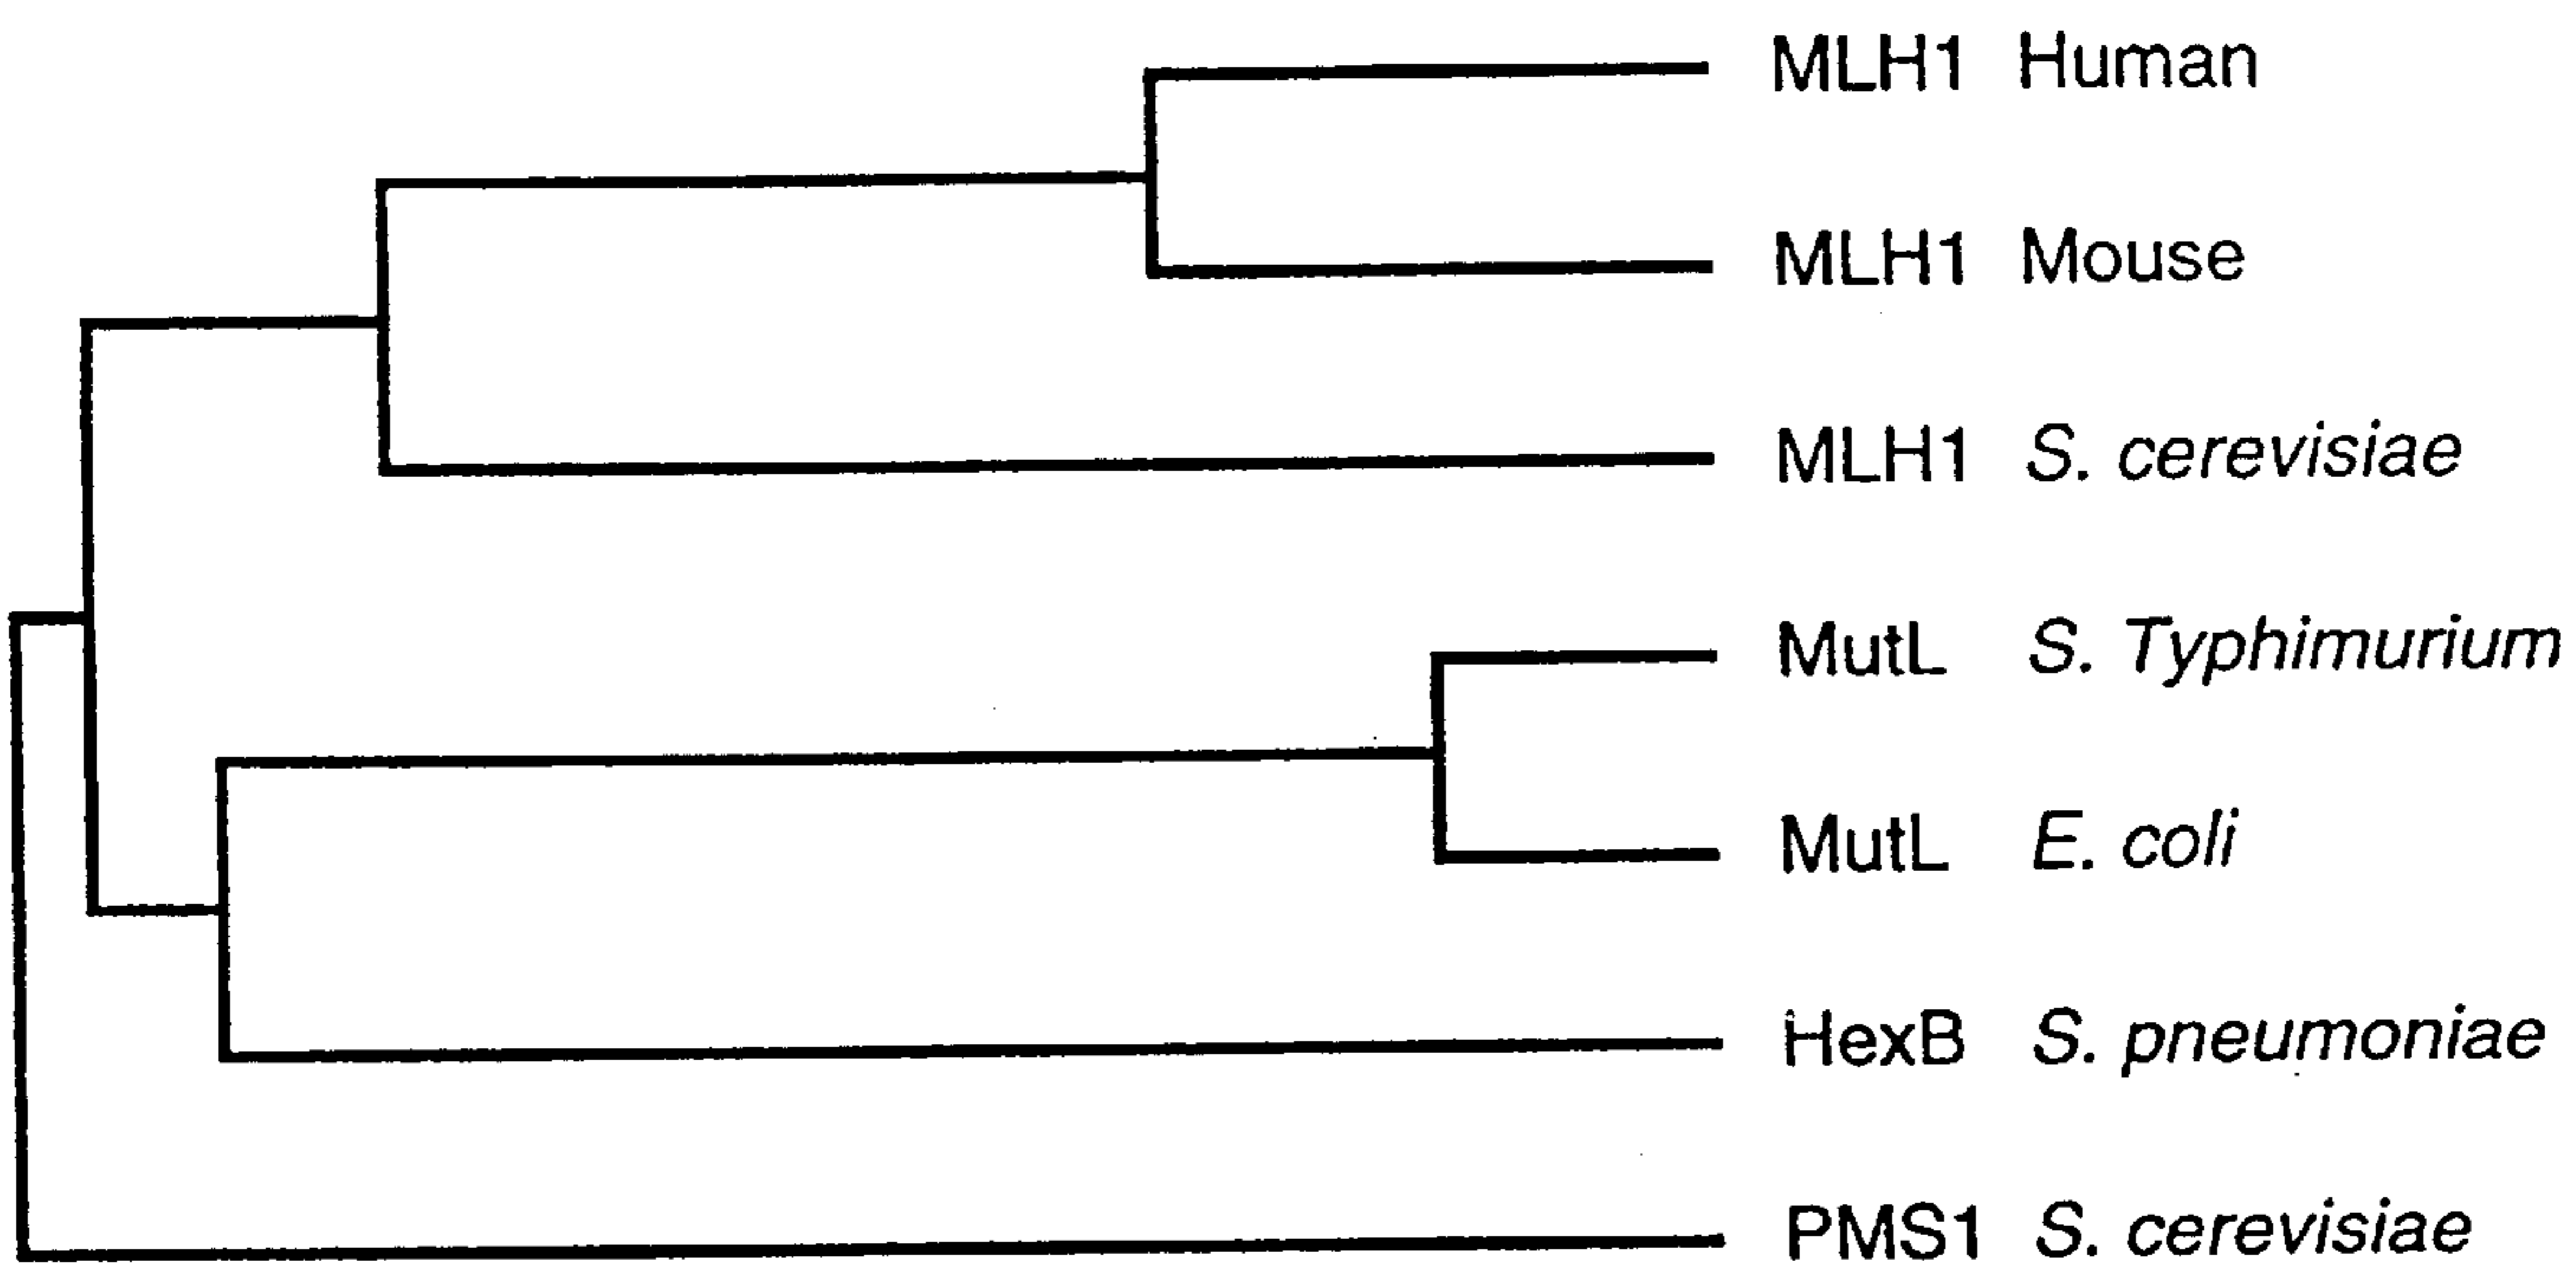 MLH1 Human
MLH1 Mouse
MLH1 S. cerevisiae
MutL S. Typhimurium
MutL E. coli
HexB S. pneumoniae
PMS1 S. cerevisiae